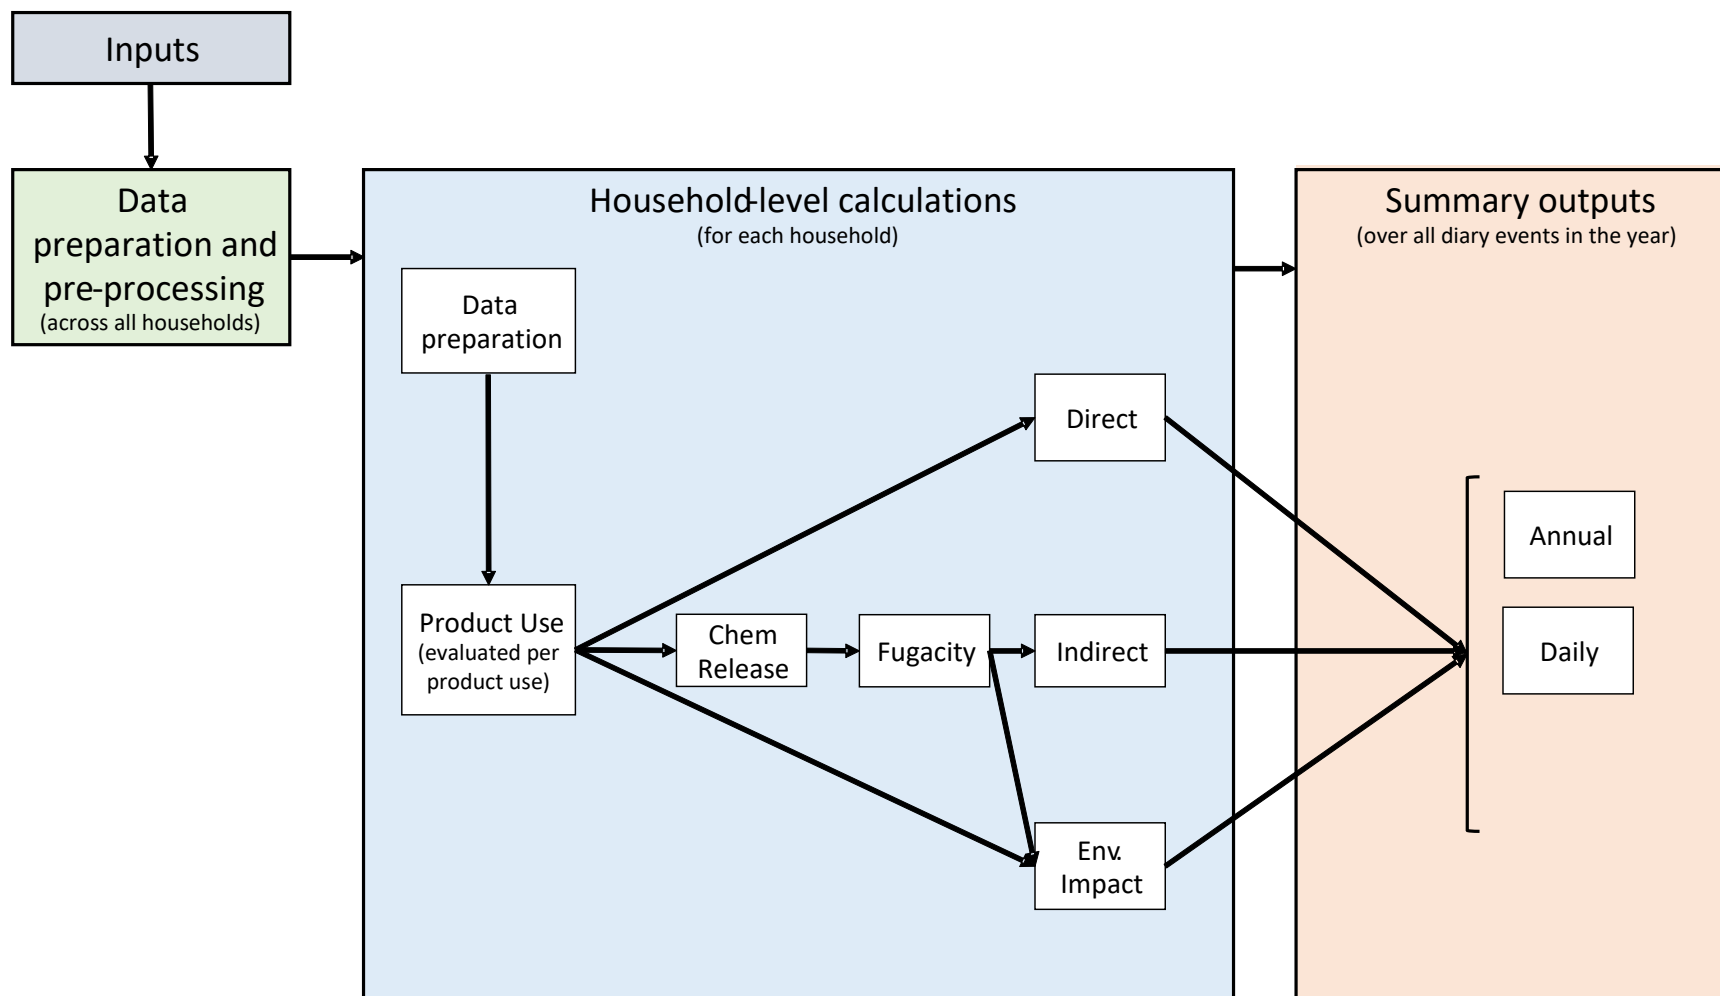 Inputs
Data
preparation and
pre-processing
(across all households)
Household-level calculations
(for each household)
Data
preparation
Product Use
(evaluated per
product use)
Chem
Release
Fugacity
Direct
Indirect
Env.
Impact
Summary outputs
(over all diary events in the year)
Annual
Daily